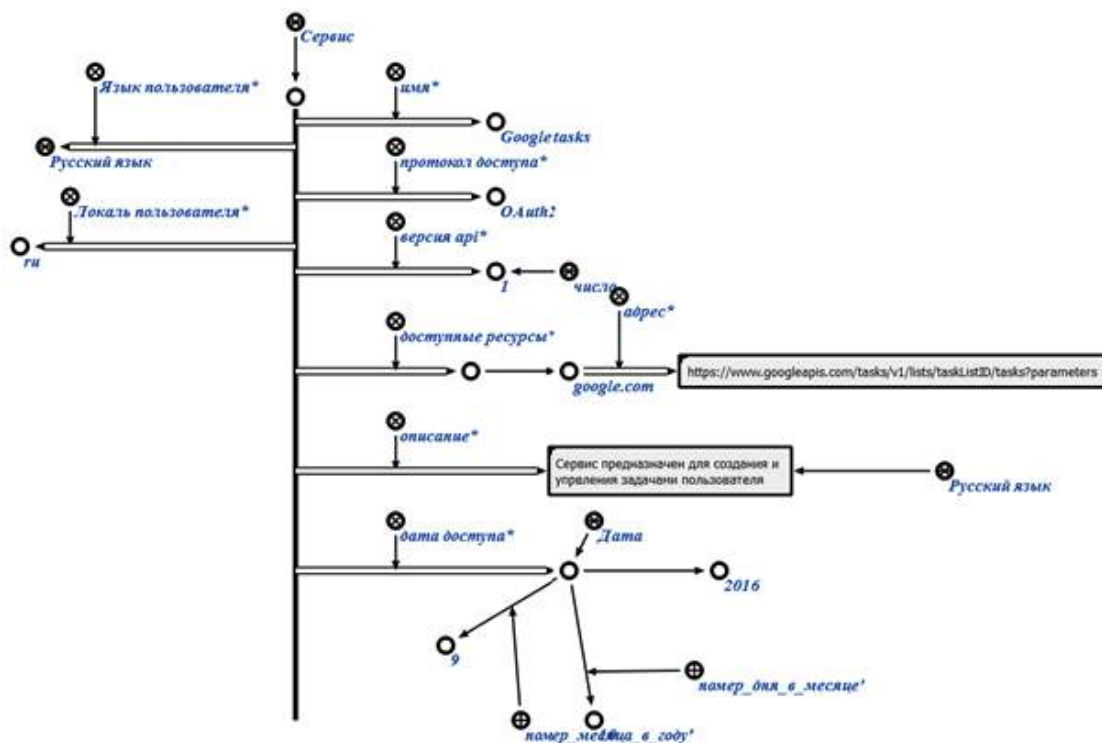 Сервис
Язык пользователя*
имя*
Google tasks
Русский язык
протокол доступа*
Локаль пользователя*
OAuth2
версия api*
ru
1
число
адрес*
доступные ресурсы*
https://www.googleapis.com/tasks/v1/lists/taskListID/tasks?parameters
google.com
описание*
Сервис предназначен для создания и
упрвления задачами пользователя
Русский язык
дата доступа*
Дата
2016
9
номер_дня_в_месяце'
номер_месяца_в_году'